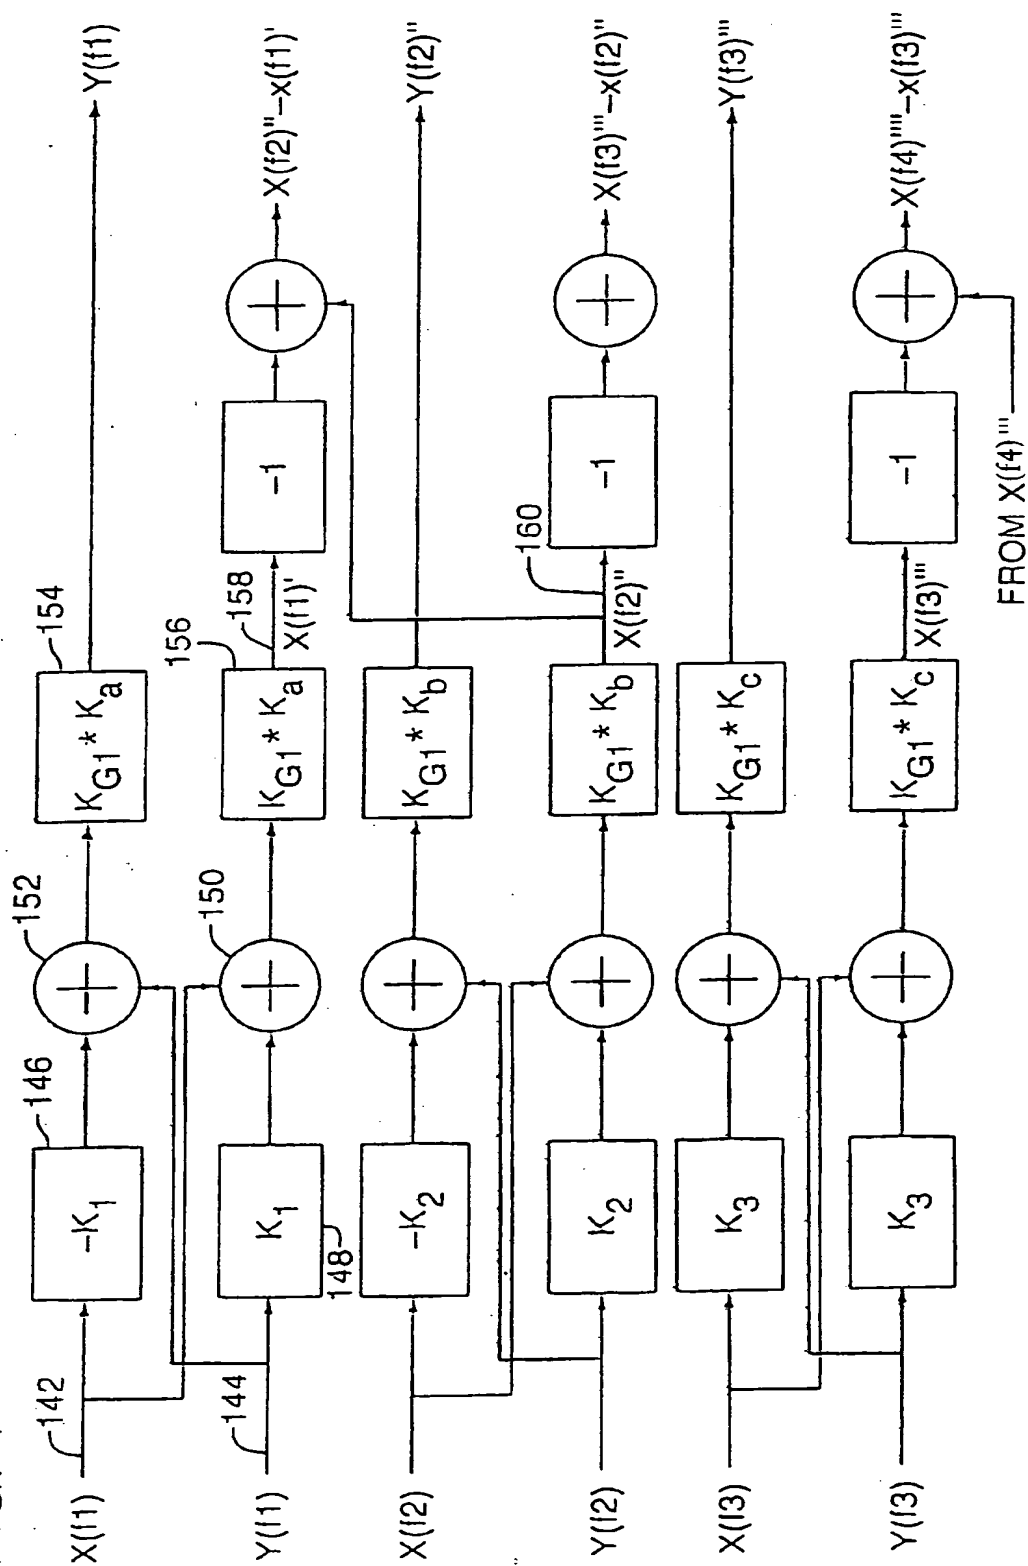 X(f1)
142
-K1
146
152
KG1 * Ka
154
Y(f1)
Y(f1)
144
K1
148
150
KG1 * Ka
156
158
X(f1)'
-1
X(f2)''-x(f1)'
X(f2)
-K2
KG1 * Kb
Y(f2)''
Y(f2)
K2
KG1 * Kb
X(f2)''
160
-1
X(f3)'''-x(f2)''
X(f3)
K3
KG1 * Kc
Y(f3)'''
Y(f3)
K3
KG1 * Kc
X(f3)'''
-1
X(f4)''''-x(f3)'''
FROM X(f4)'''